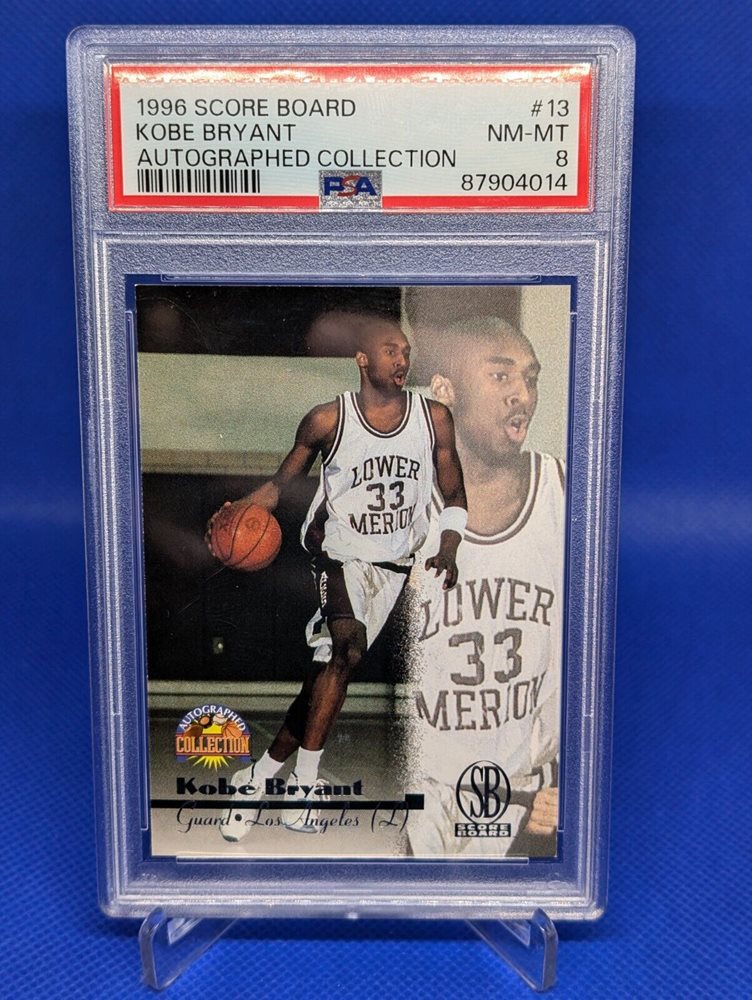 1996 SCORE BOARD #13
KOBE BRYANT NM-MT
AUTOGRAPHED COLLECTION 8
PSA 87904014
LOWER
33
MERION
LOWER
33
MERION
AUTOGRAPHED
COLLECTION
Kobe Bryant
Guard • Los Angeles (L)
SB
SCORE
BOARD